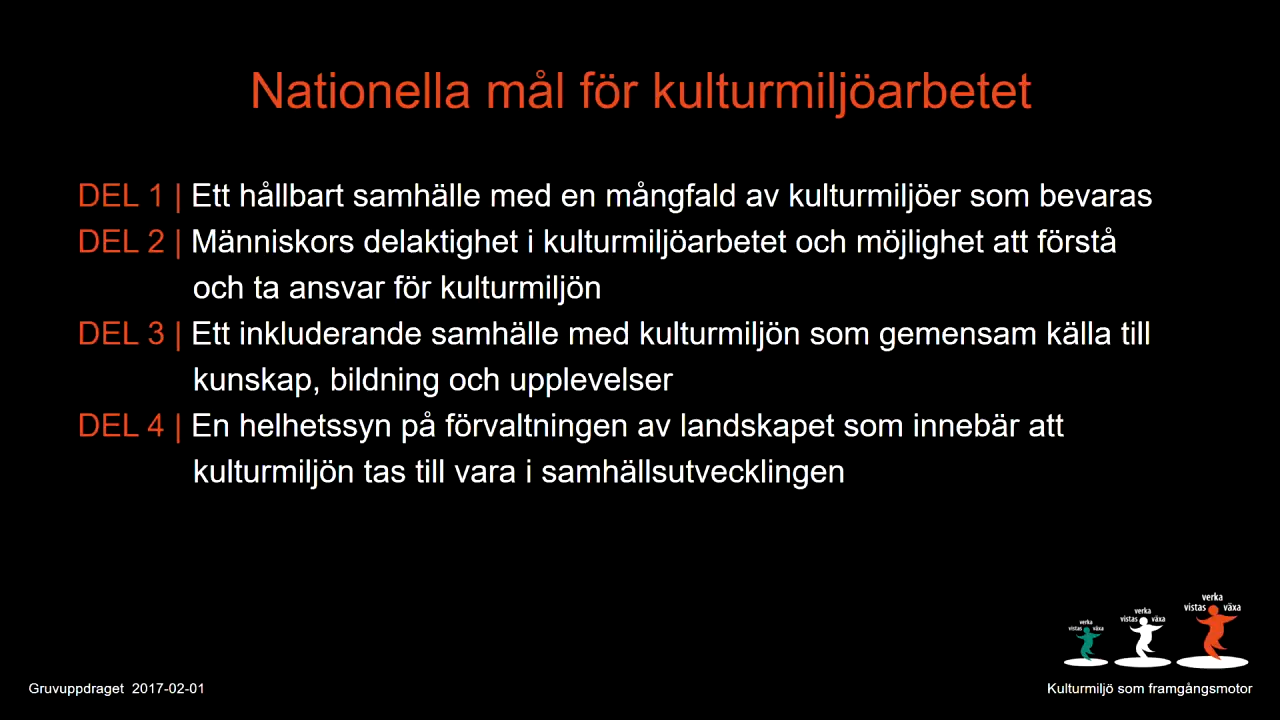 Nationella mål för kulturmiljöarbetet
DEL 1 | Ett hållbart samhälle med en mångfald av kulturmiljöer som bevaras
DEL 2 | Människors delaktighet i kulturmiljöarbetet och möjlighet att förstå
och ta ansvar för kulturmiljön
DEL 3 | Ett inkluderande samhälle med kulturmiljön som gemensam källa till
kunskap, bildning och upplevelser
DEL 4 | En helhetssyn på förvaltningen av landskapet som innebär att
kulturmiljön tas till vara i samhällsutvecklingen
verka
vistas växa
verka
vistas växa
verka
vistas växa
Gruvuppdraget 2017-02-01
Kulturmiljö som framgångsmotor